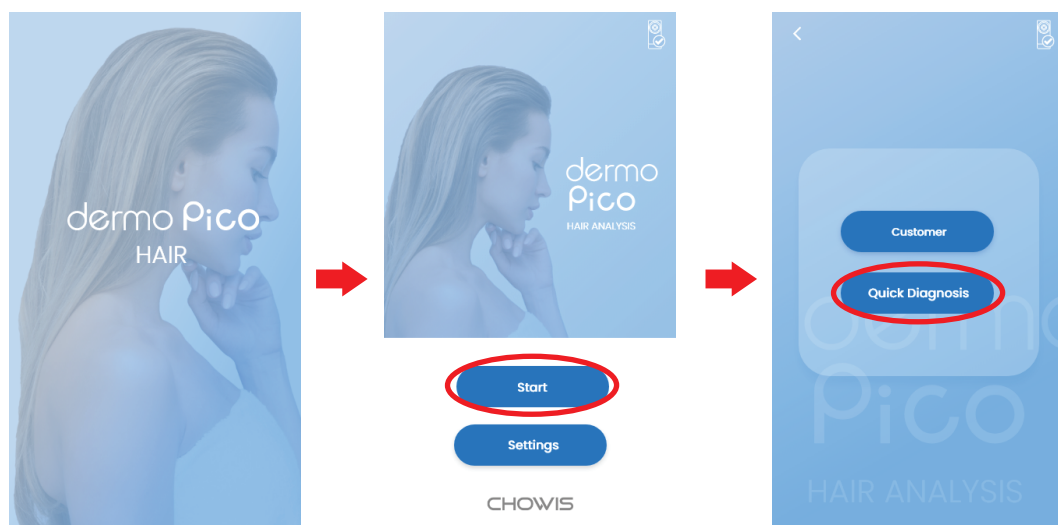 dermo Pico
HAIR
dermo
Pico
HAIR ANALYSIS
Start
Settings
CHOWIS
Customer
Quick Diagnosis
dermo
Pico
HAIR ANALYSIS